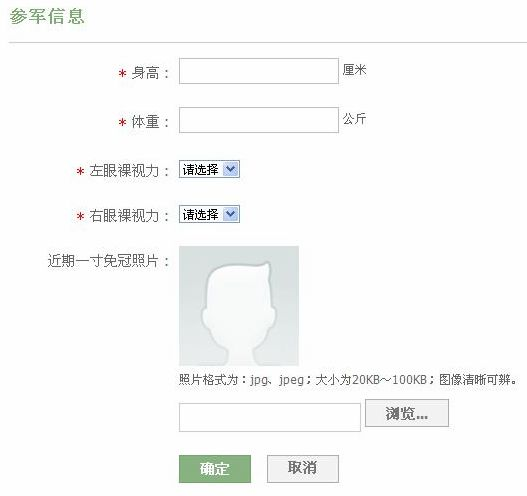 参军信息
* 身高： 厘米
* 体重： 公斤
* 左眼裸视力： 请选择
* 右眼裸视力： 请选择
近期一寸免冠照片：
照片格式为：jpg、jpeg；大小为20KB～100KB；图像清晰可辨。
浏览...
确定 取消